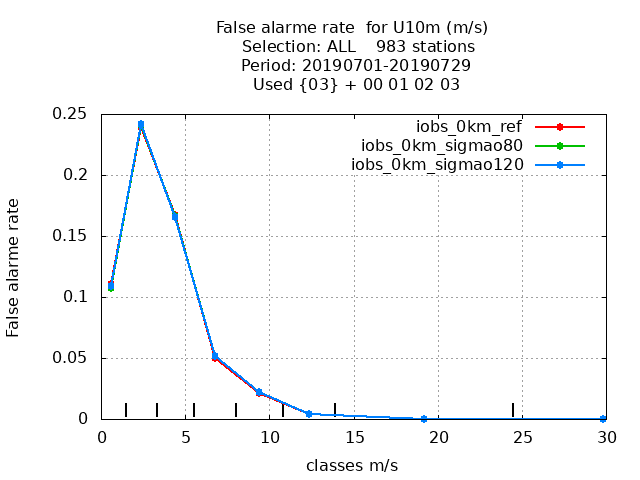 False alarme rate  for U10m (m/s)
Selection: ALL    983 stations
Period: 20190701-20190729
Used {03} + 00 01 02 03
iobs_0km_ref
iobs_0km_sigmao80
iobs_0km_sigmao120
False alarme rate
0.25
0.2
0.15
0.1
0.05
0
0 5 10 15 20 25 30
classes m/s